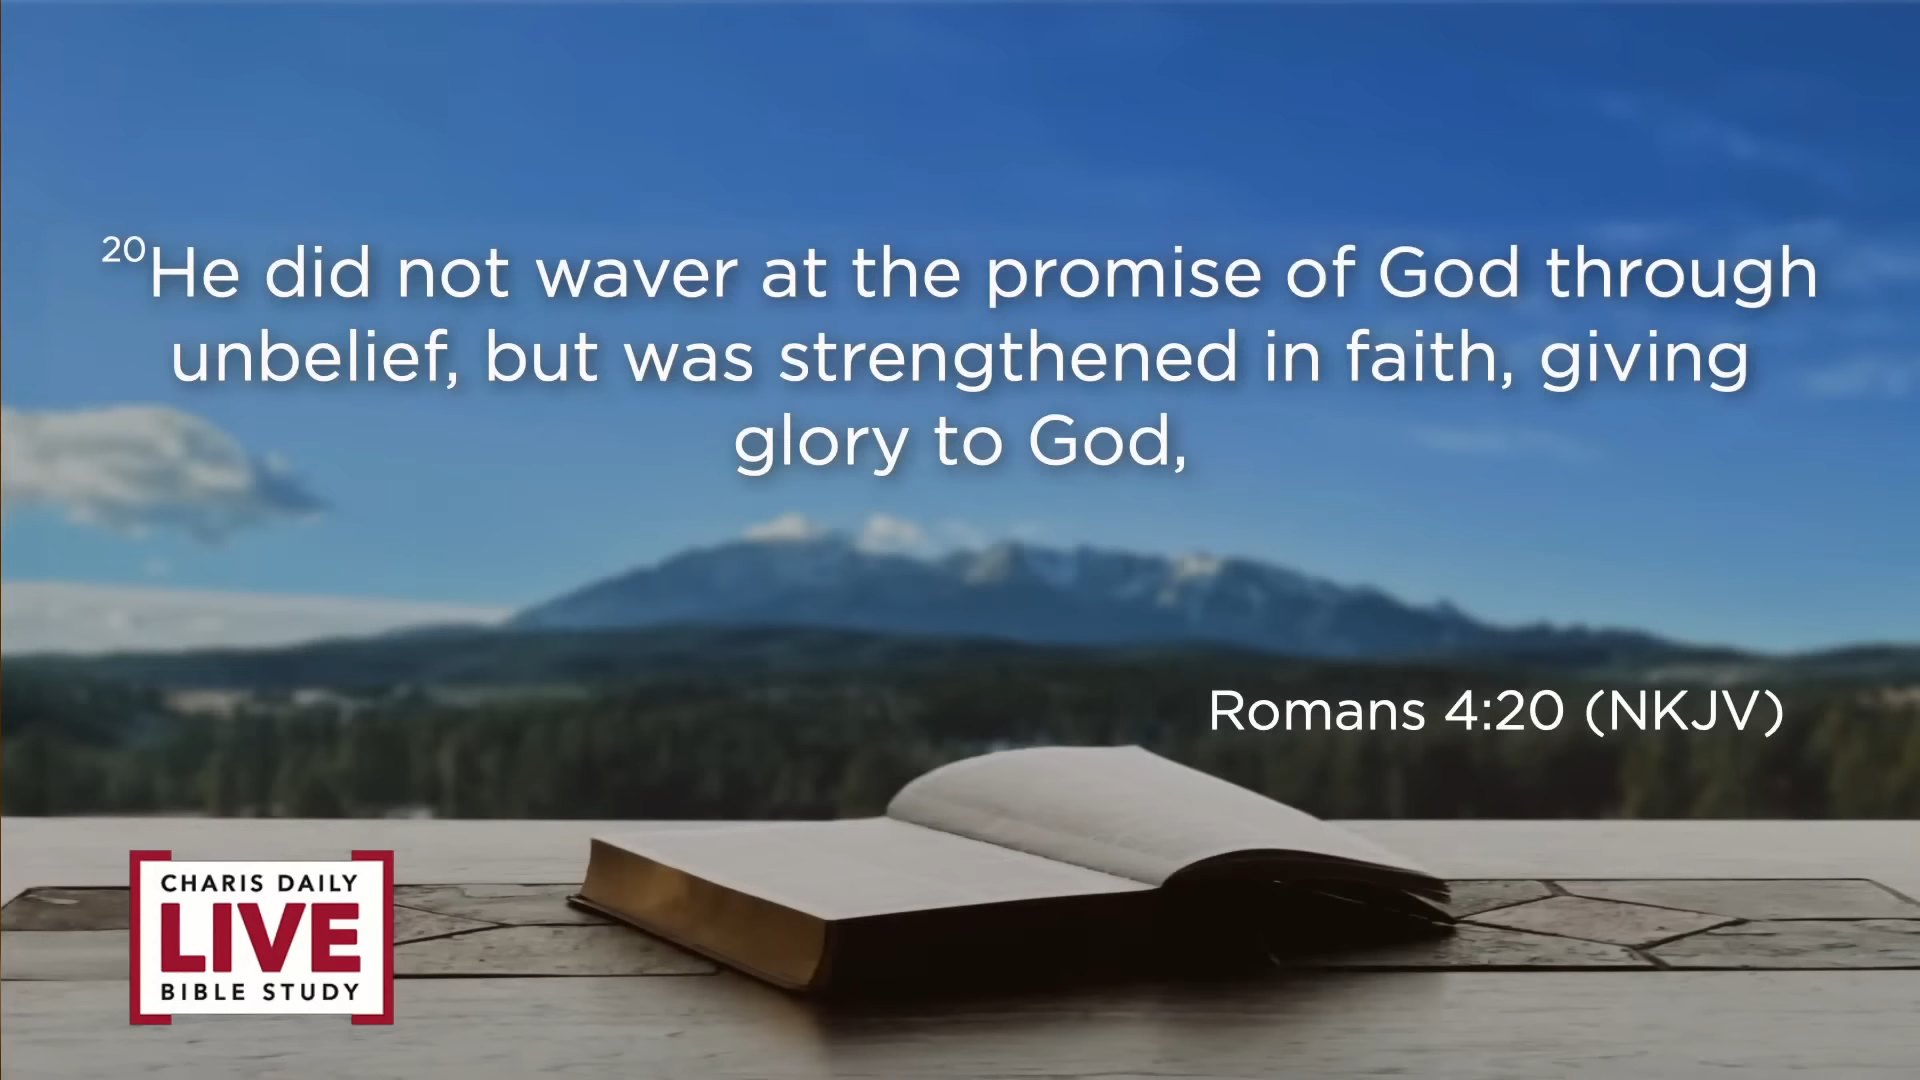 20He did not waver at the promise of God through
unbelief, but was strengthened in faith, giving
glory to God,
Romans 4:20 (NKJV)
CHARIS DAILY
LIVE
BIBLE STUDY